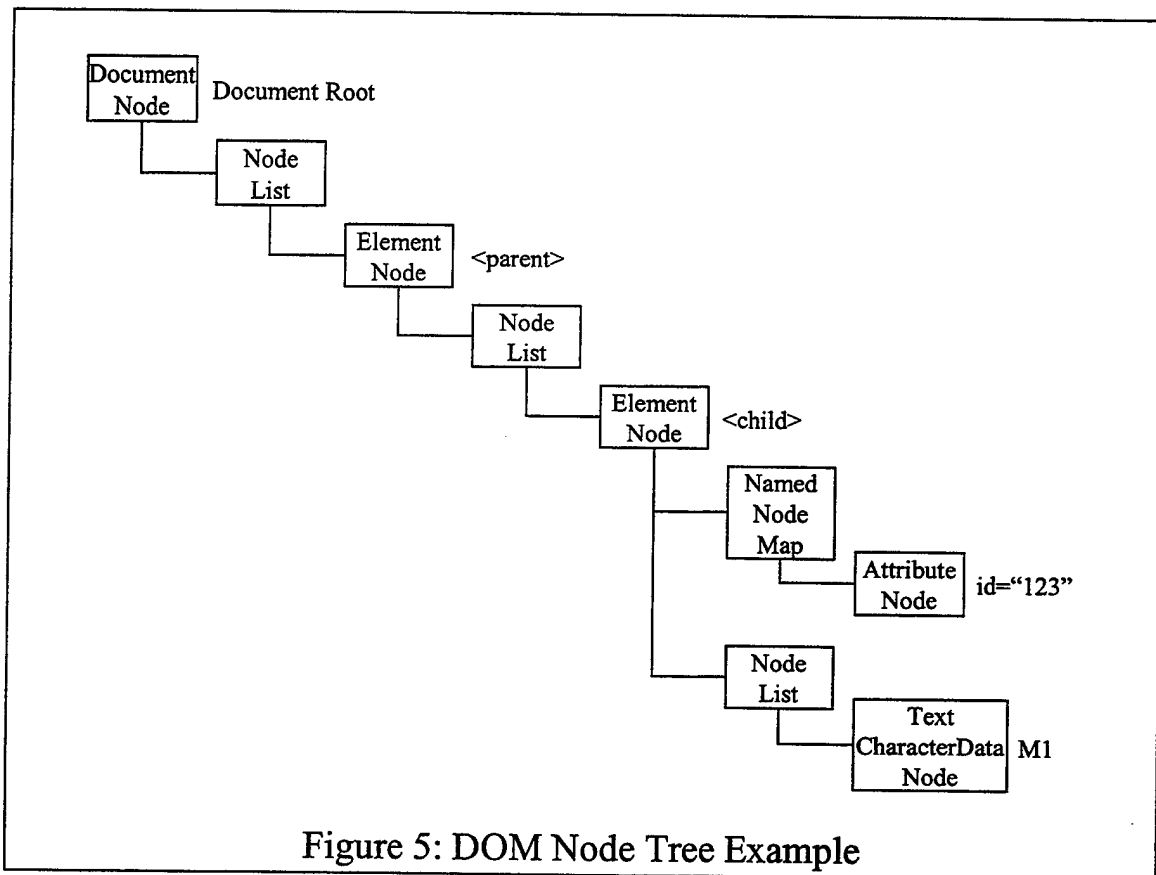 Document
Node
Document Root
Node
List
Element
Node
<parent>
Node
List
Element
Node
<child>
Named
Node
Map
Attribute
Node
id=“123”
Node
List
Text
CharacterData
Node
M1
Figure 5: DOM Node Tree Example